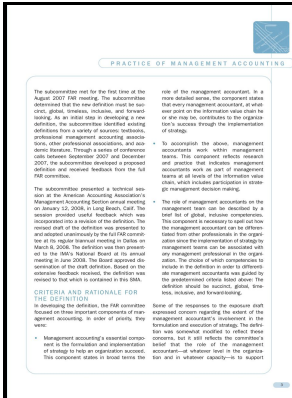 PRACTICE OF MANAGEMENT ACCOUNTING
The subcommittee met for the first time at the
August 2007 FAR meeting. The subcommittee
determined that the new definition must be suc-
cinct, global, timeless, inclusive, and forward-
looking. As an initial step in developing a new
definition, the subcommittee identified existing
definitions from a variety of sources: textbooks,
professional management accounting associa-
tions, other professional associations, and aca-
demic literature. Through a series of conference
calls between September 2007 and December
2007, the subcommittee developed a proposed
definition and received feedback from the full
FAR committee.
The subcommittee presented a technical ses-
sion at the American Accounting Association's
Management Accounting Section annual meeting
on January 12, 2008, in Long Beach, Calif. The
session provided useful feedback which was
incorporated into a revision of the definition. The
revised draft of the definition was presented to
and adopted unanimously by the full FAR commit-
tee at its regular biannual meeting in Dallas on
March 8, 2008. The definition was then present-
ed to the IMA's National Board at its annual
meeting in June 2008. The Board approved dis-
semination of the draft definition. Based on the
extensive feedback received, the definition was
revised to that which is contained in this SMA.
CRITERIA AND RATIONALE FOR
THE DEFINITION
In developing the definition, the FAR committee
focused on these important components of man-
agement accounting. In order of priority, they
were:
• Management accounting's essential compo-
nent is the formulation and implementation
of strategy to help an organization succeed.
This component states in broad terms the
role of the management accountant. In a
more detailed sense, the component states
that every management accountant, at what-
ever point on the information value chain he
or she may be, contributes to the organiza-
tion's success through the implementation
of strategy.
• To accomplish the above, management
accountants work within management
teams. This component reflects research
and practice that indicates management
accountants work as part of management
teams at all levels of the information value
chain, which includes participation in strate-
gic management decision making.
• The role of management accountants on the
management team can be described by a
brief list of global, inclusive competencies.
This component is necessary to spell out how
the management accountant can be differen-
tiated from other professionals in the organi-
zation since the implementation of strategy by
management teams can be associated with
any management professional in the organi-
zation. The choice of which competencies to
include in the definition in order to differenti-
ate management accountants was guided by
the predetermined criteria listed above: The
definition should be succinct, global, time-
less, inclusive, and forward-looking.
Some of the responses to the exposure draft
expressed concern regarding the extent of the
management accountant's involvement in the
formulation and execution of strategy. The defini-
tion was somewhat modified to reflect these
concerns, but it still reflects the committee's
belief that the role of the management
accountant—at whatever level in the organiza-
tion and in whatever capacity—is to support